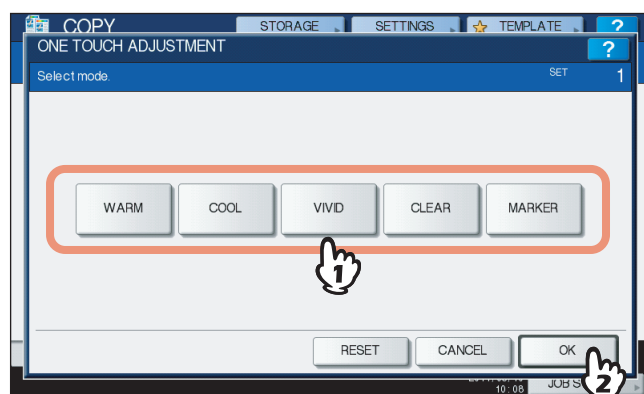 COPY STORAGE SETTINGS TEMPLATE ?
ONE TOUCH ADJUSTMENT ?
Select mode. SET 1
WARM COOL VIVID CLEAR MARKER
1
RESET CANCEL OK
2
10:08 JOB S